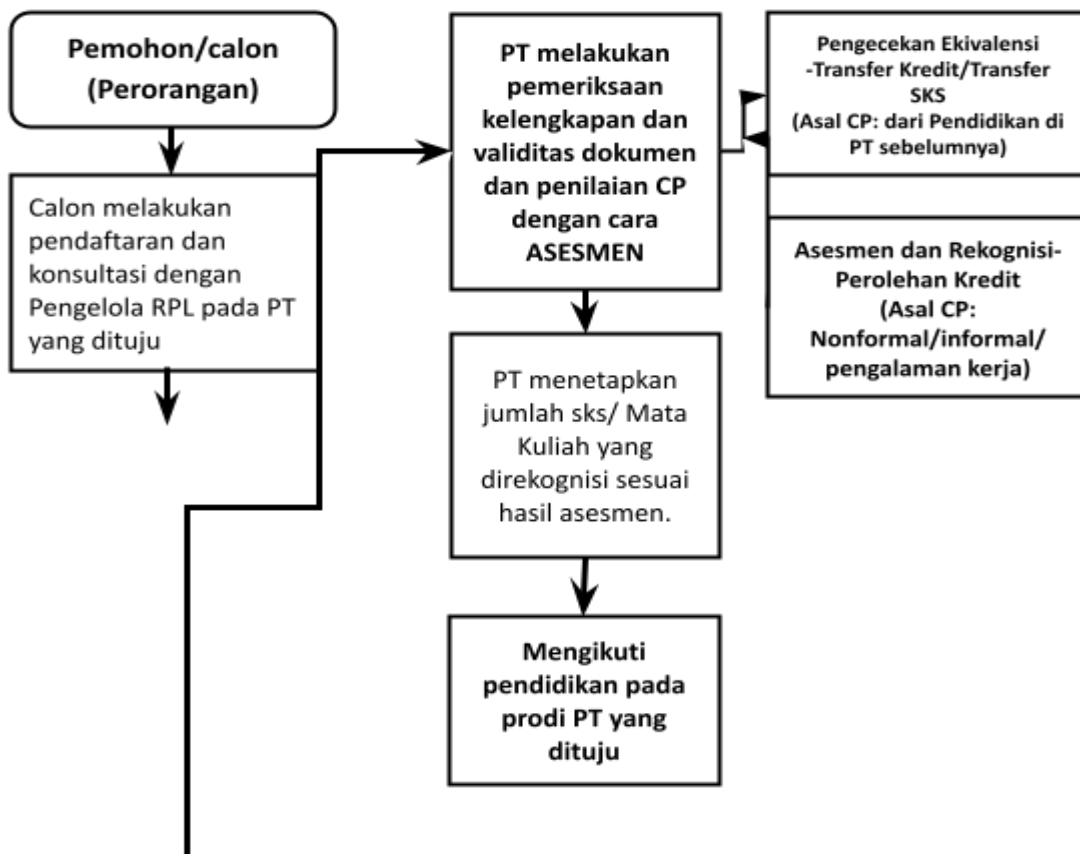 Pemohon/calon
(Perorangan)
Calon melakukan
pendaftaran dan
konsultasi dengan
Pengelola RPL pada PT
yang dituju
PT melakukan
pemeriksaan
kelengkapan dan
validitas dokumen
dan penilaian CP
dengan cara
ASESMEN
PT menetapkan
jumlah sks/ Mata
Kuliah yang
direkognisi sesuai
hasil asesmen.
Mengikuti
pendidikan pada
prodi PT yang
dituju
Pengecekan Ekivalensi
-Transfer Kredit/Transfer
SKS
(Asal CP: dari Pendidikan di
PT sebelumnya)
Asesmen dan Rekognisi-
Perolehan Kredit
(Asal CP:
Nonformal/informal/
pengalaman kerja)